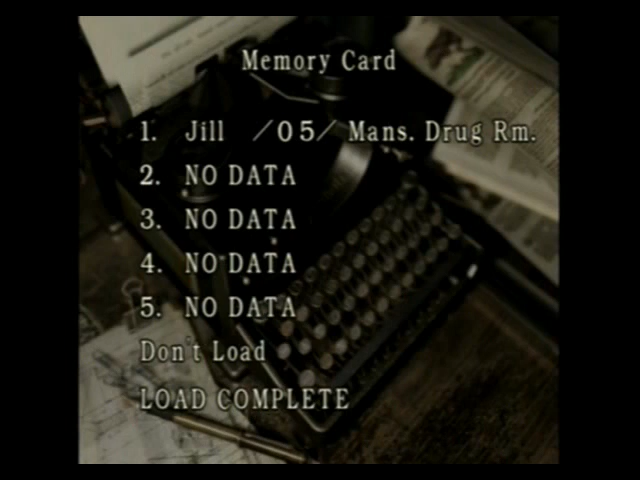 Memory Card
1. Jill /05/ Mans. Drug Rm.
2. NO DATA
3. NO DATA
4. NO DATA
5. NO DATA
Don't Load
LOAD COMPLETE